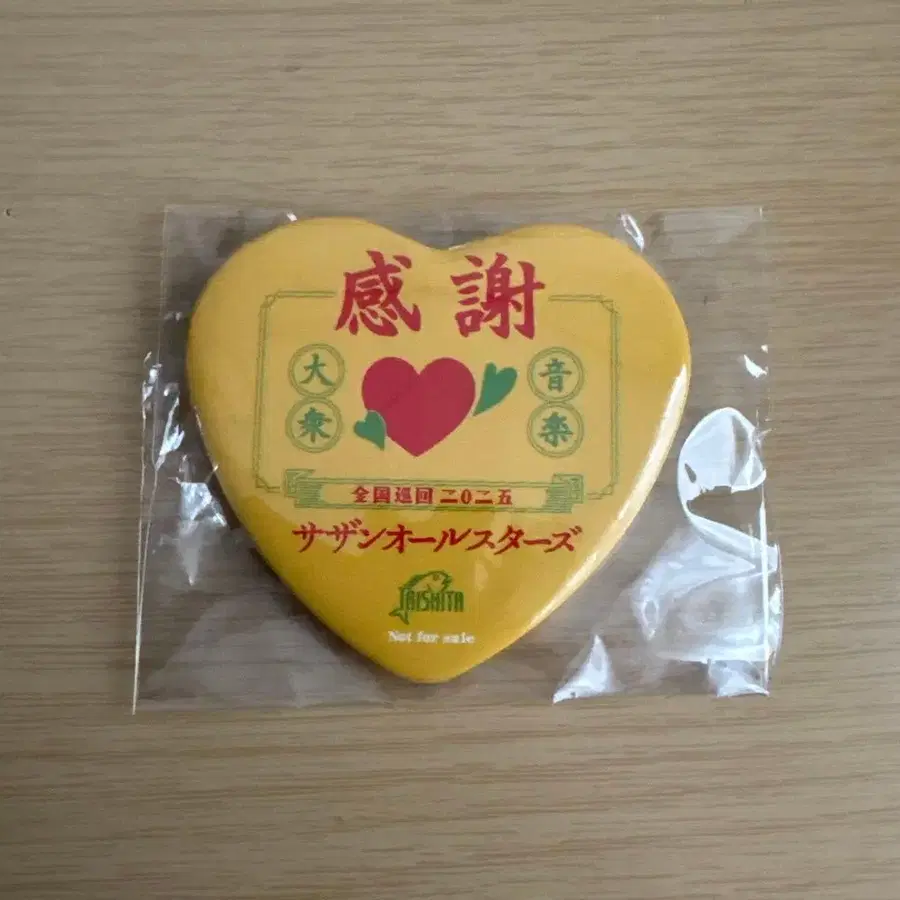 感謝
大衆
音楽
全国巡回 二〇二五
サザンオールスターズ
TAISHITA
Not for sale